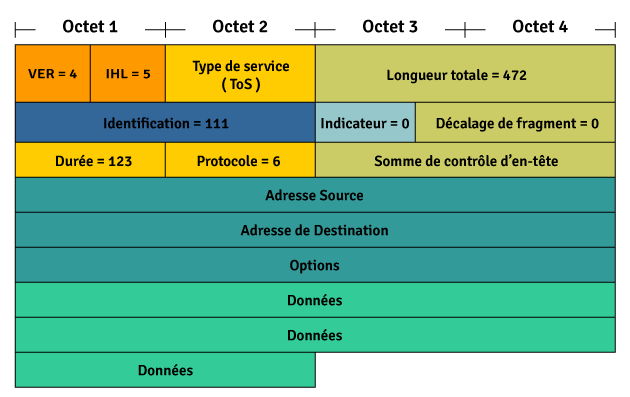 Octet 1 Octet 2 Octet 3 Octet 4
VER = 4 IHL = 5 Type de service
( ToS ) Longueur totale = 472
Identification = 111 Indicateur = 0 Décalage de fragment = 0
Durée = 123 Protocole = 6 Somme de contrôle d'en-tête
Adresse Source
Adresse de Destination
Options
Données
Données
Données